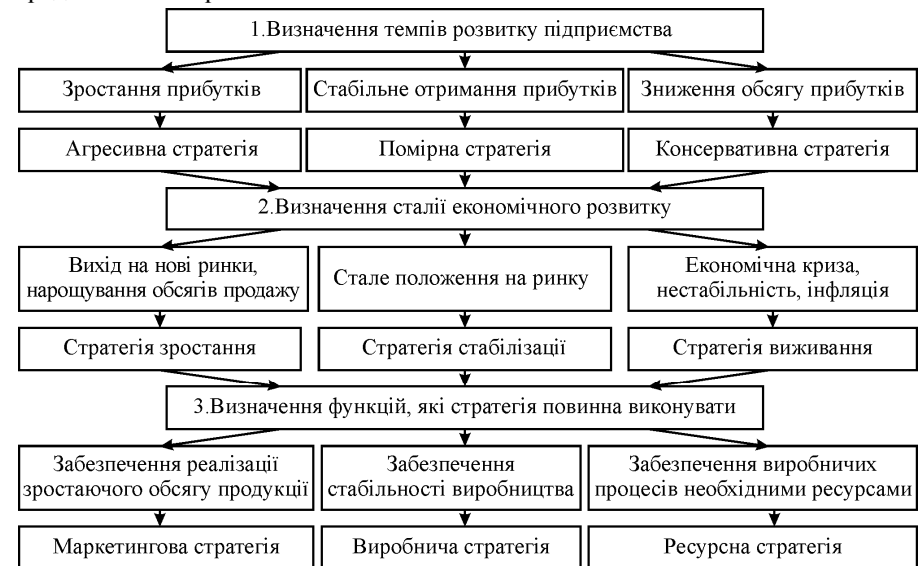 1.Визначення темпів розвитку підприємства
Зростання прибутків
Стабільне отримання прибутків
Зниження обсягу прибутків
Агресивна стратегія
Помірна стратегія
Консервативна стратегія
2.Визначення сталії економічного розвитку
Вихід на нові ринки,
нарощування обсягів продажу
Стале положення на ринку
Економічна криза,
нестабільність, інфляція
Стратегія зростання
Стратегія стабілізації
Стратегія виживання
3.Визначення функцій, які стратегія повинна виконувати
Забезпечення реалізації
зростаючого обсягу продукції
Забезпечення
стабільності виробництва
Забезпечення виробничих
процесів необхідними ресурсами
Маркетингова стратегія
Виробнича стратегія
Ресурсна стратегія